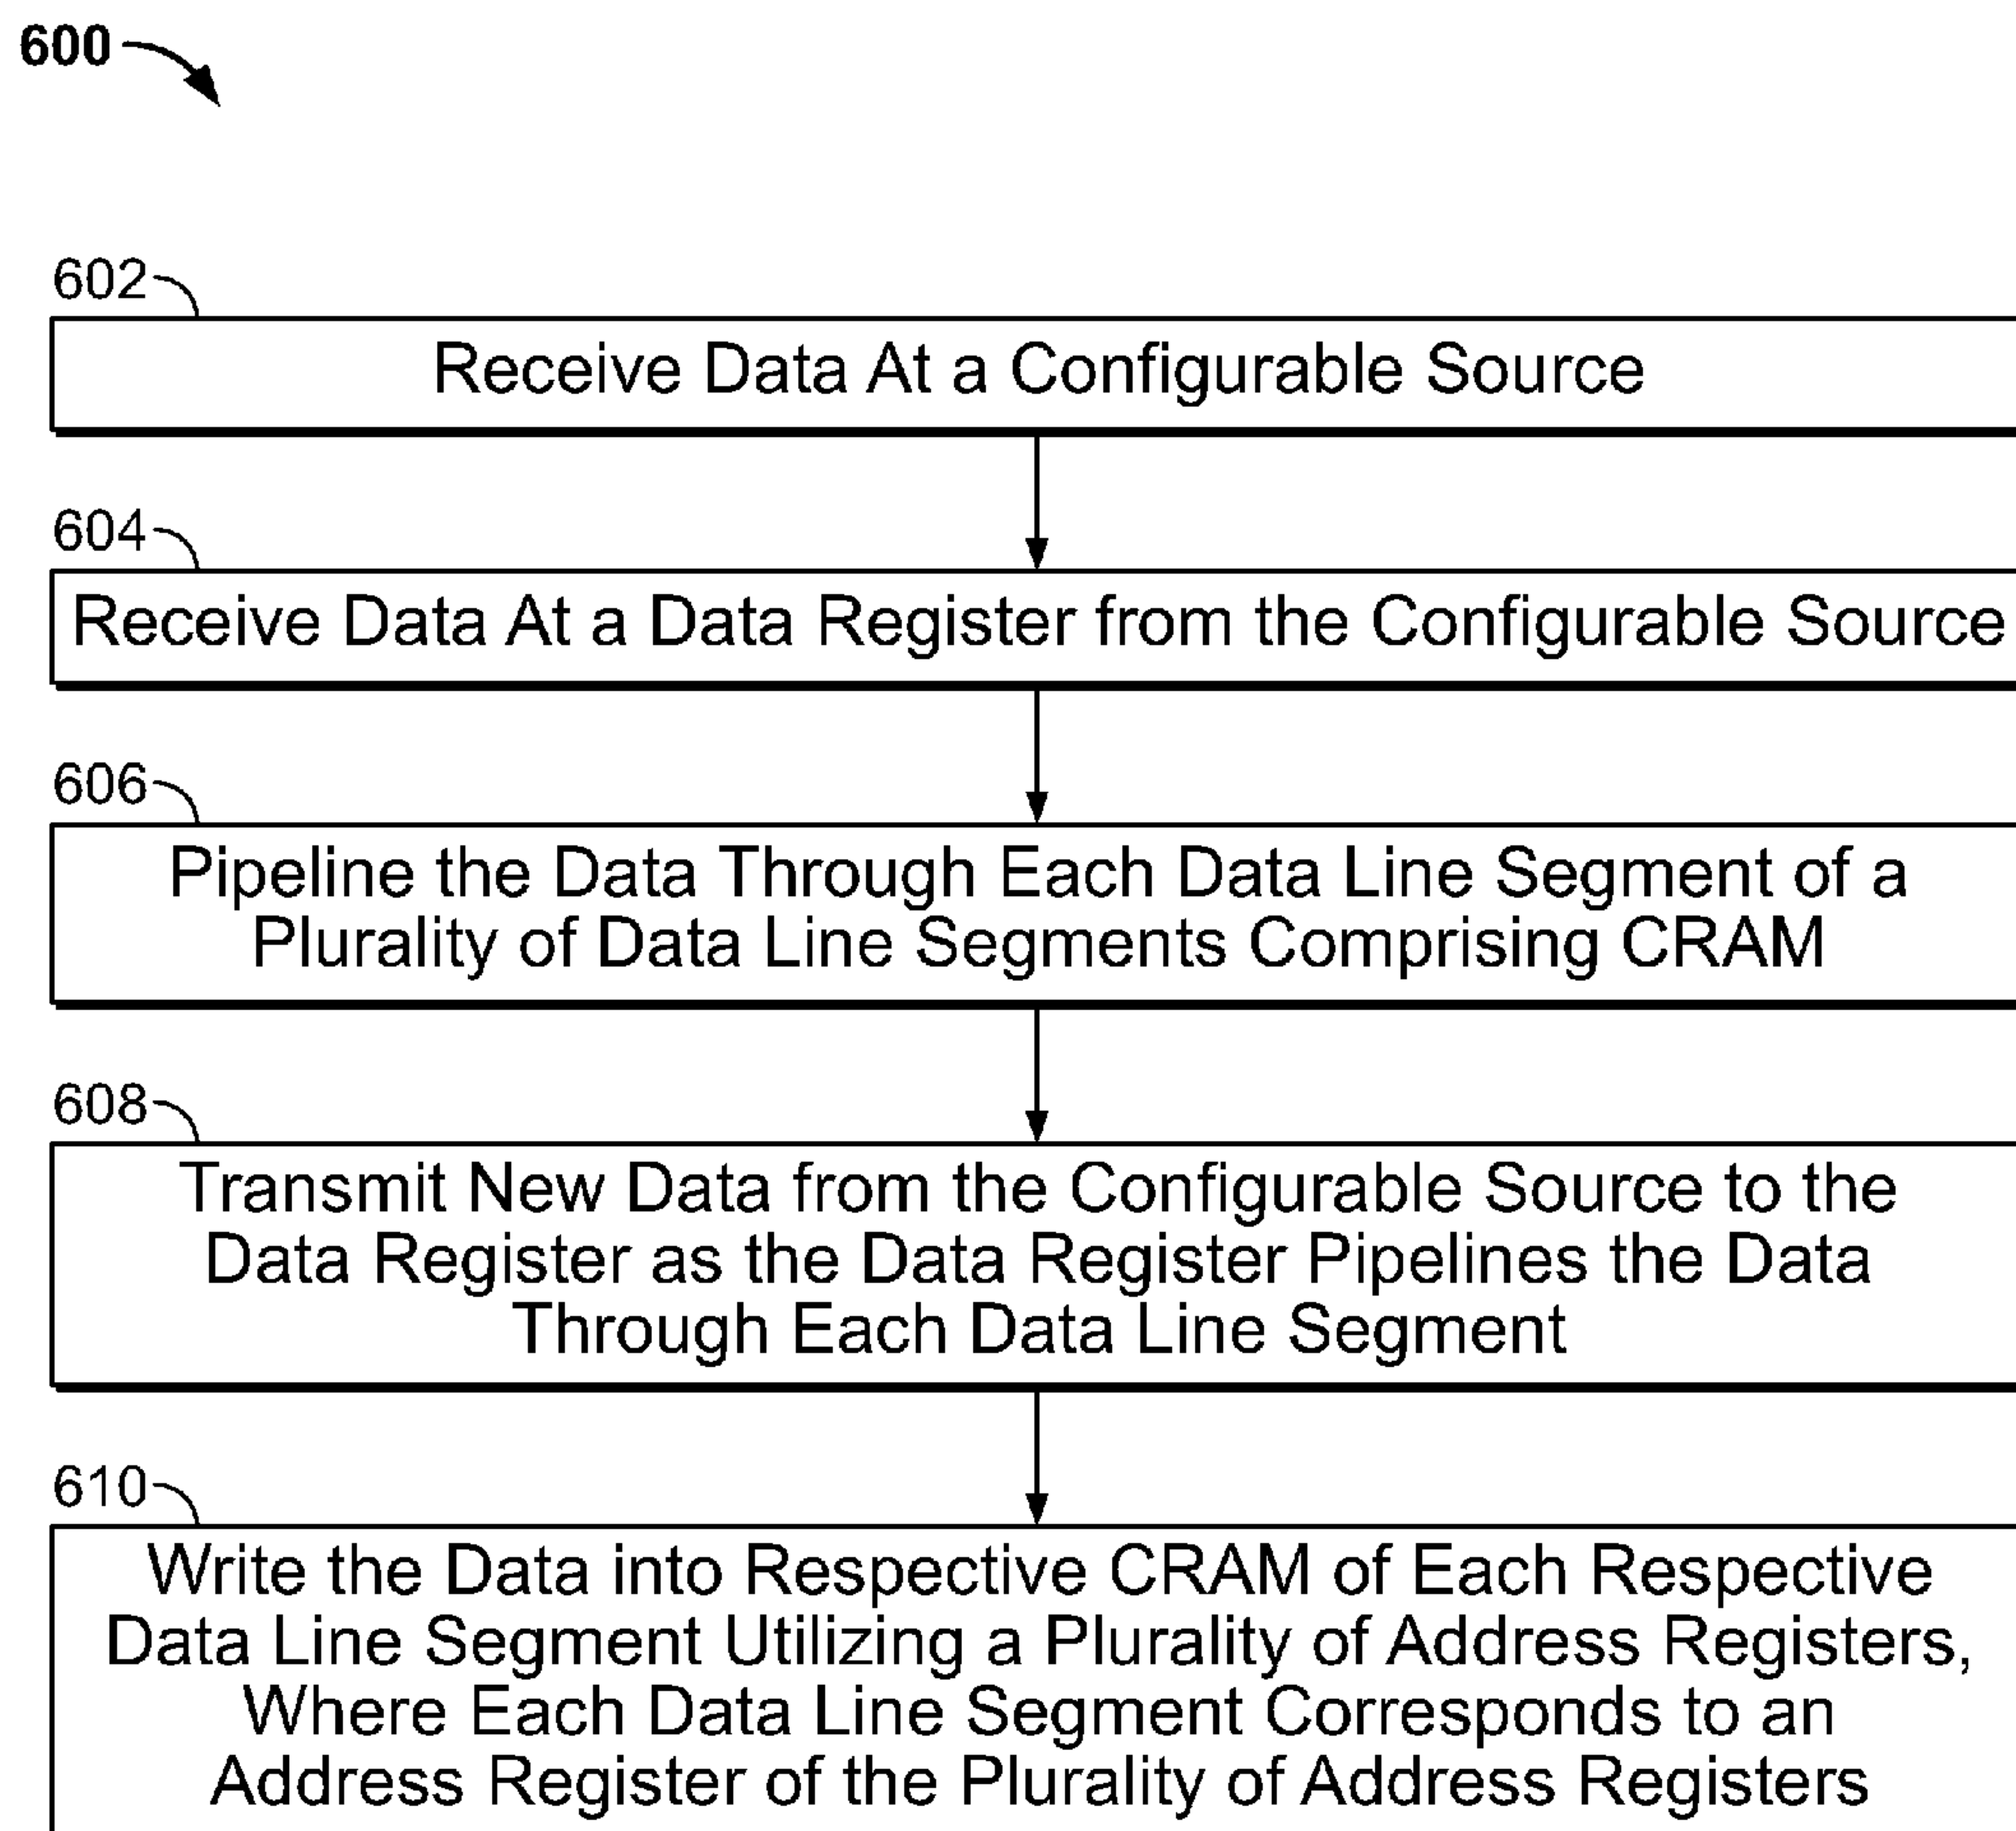 600
602
Receive Data At a Configurable Source
604
Receive Data At a Data Register from the Configurable Source
606
Pipeline the Data Through Each Data Line Segment of a
Plurality of Data Line Segments Comprising CRAM
608
Transmit New Data from the Configurable Source to the
Data Register as the Data Register Pipelines the Data
Through Each Data Line Segment
610
Write the Data into Respective CRAM of Each Respective
Data Line Segment Utilizing a Plurality of Address Registers,
Where Each Data Line Segment Corresponds to an
Address Register of the Plurality of Address Registers